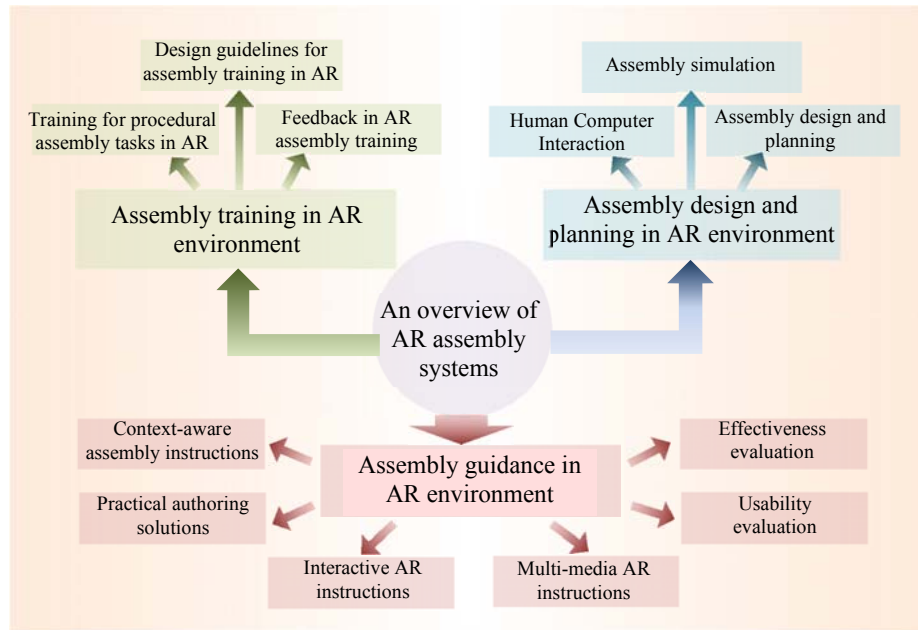 Design guidelines for
assembly training in AR
Training for procedural
assembly tasks in AR
Feedback in AR
assembly training
Assembly training in AR
environment
Assembly simulation
Human Computer
Interaction
Assembly design and
planning
Assembly design and
planning in AR environment
An overview of
AR assembly
systems
Assembly guidance in
AR environment
Context-aware
assembly instructions
Practical authoring
solutions
Interactive AR
instructions
Multi-media AR
instructions
Effectiveness
evaluation
Usability
evaluation